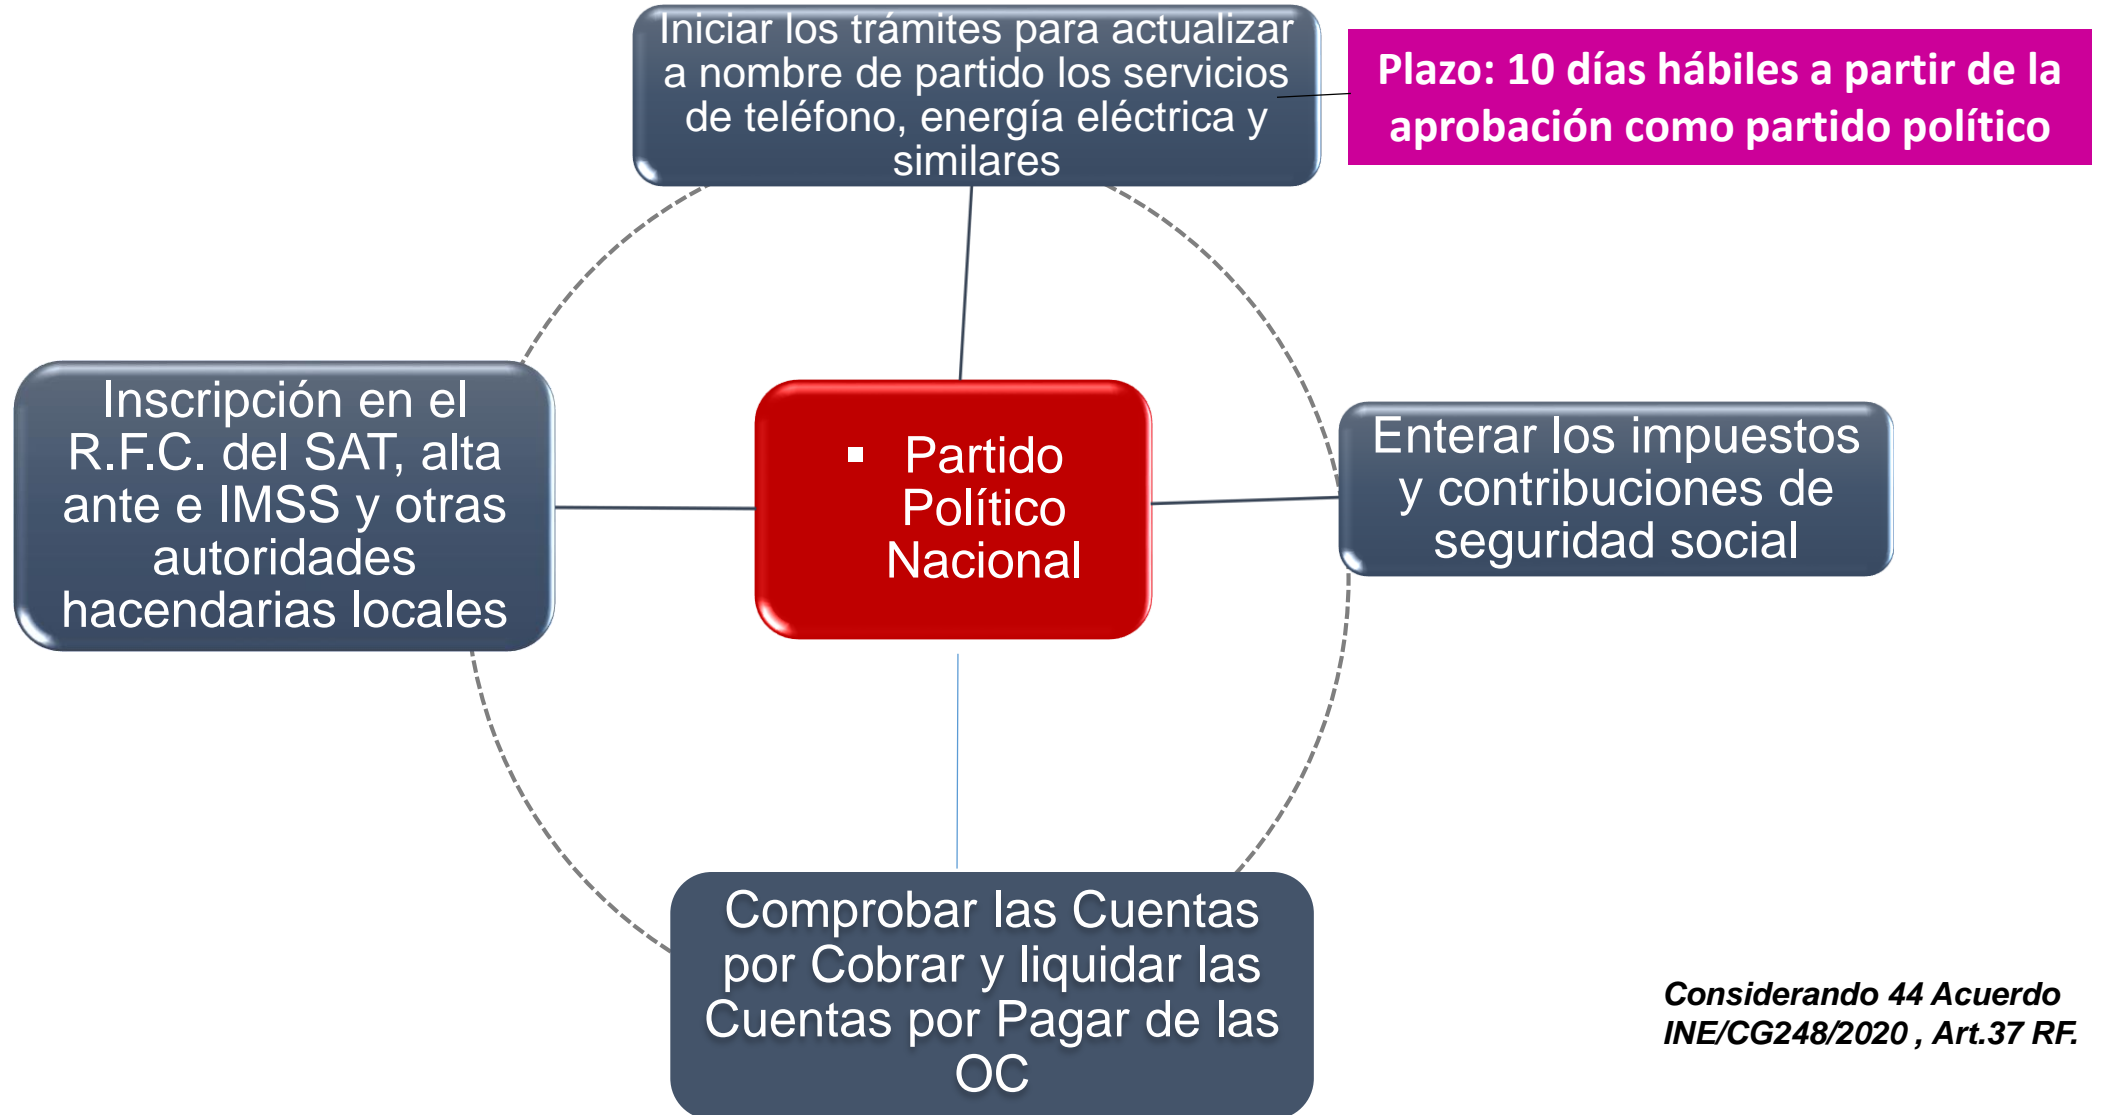 Iniciar los trámites para actualizar
a nombre de partido los servicios
de teléfono, energía eléctrica y
similares
Plazo: 10 días hábiles a partir de la
aprobación como partido político
Inscripción en el
R.F.C. del SAT, alta
ante e IMSS y otras
autoridades
hacendarias locales
▪ Partido
Político
Nacional
Enterar los impuestos
y contribuciones de
seguridad social
Comprobar las Cuentas
por Cobrar y liquidar las
Cuentas por Pagar de las
OC
Considerando 44 Acuerdo
INE/CG248/2020 , Art.37 RF.